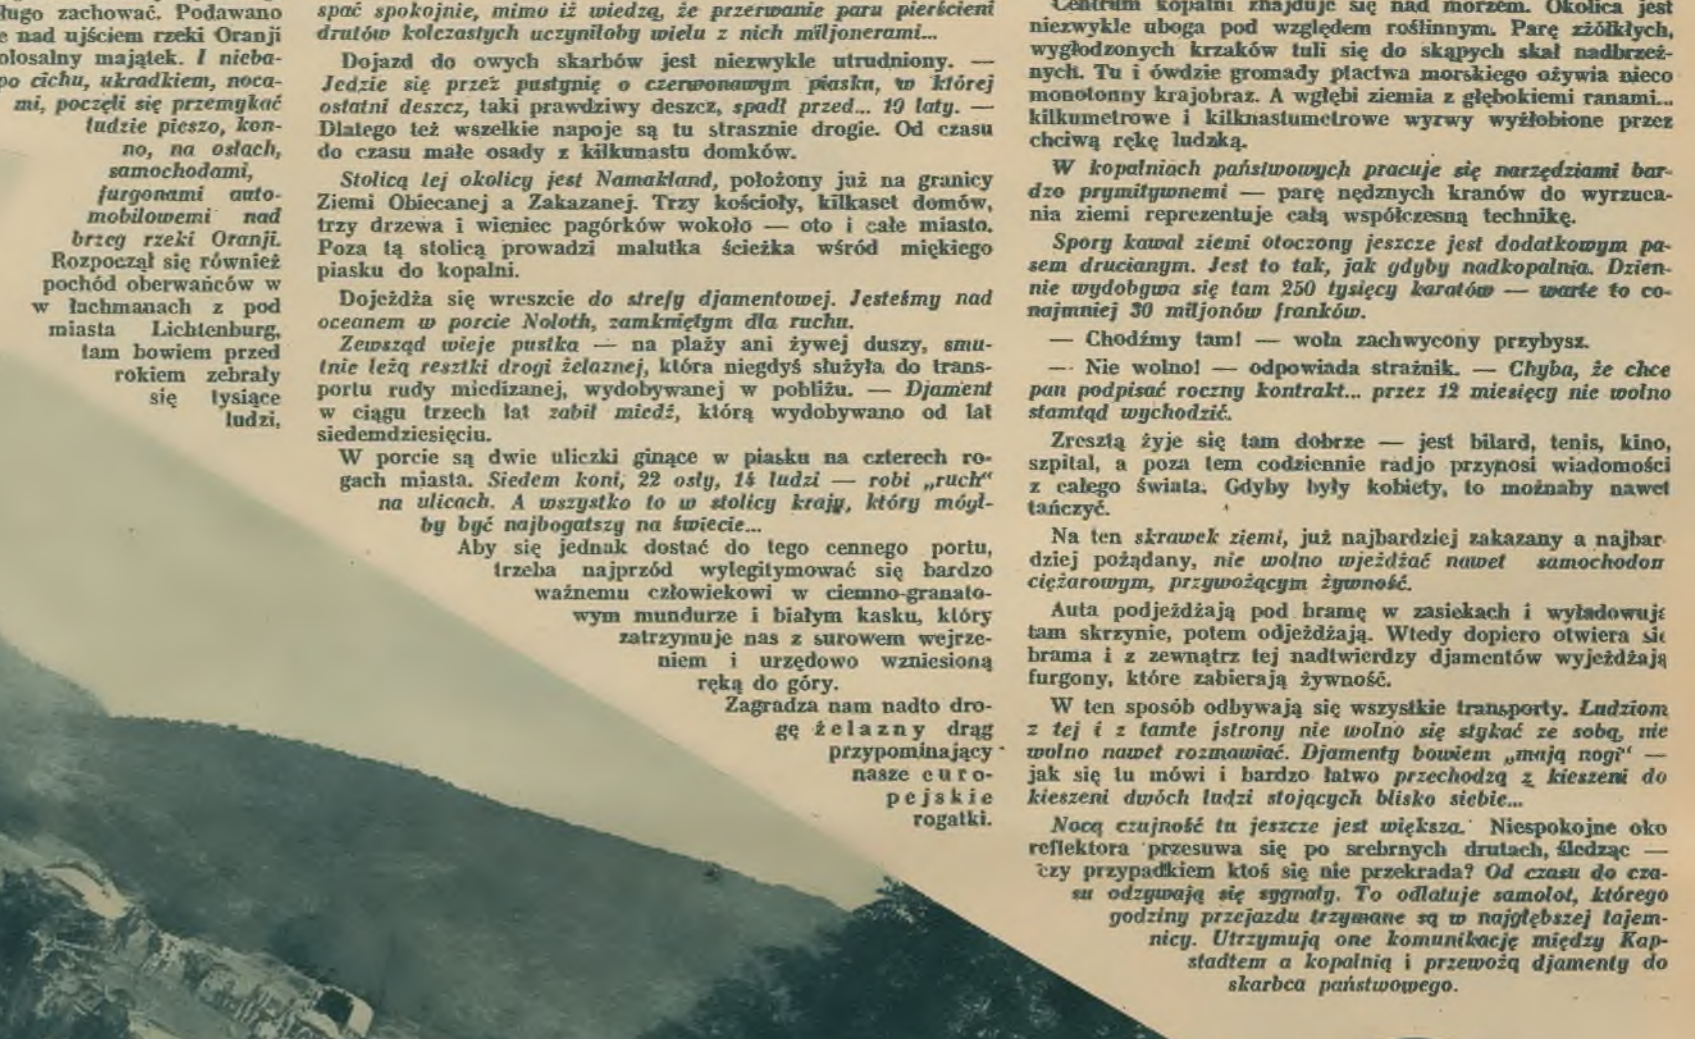 ługo zachować. Podawano
e nad ujściem rzeki Oranji
olosalny majątek. I nieba-
po cichu, ukradkiem, noca-
mi, poczęli się przemykać
ludzie pieszo, kon-
no, na osłach,
samochodami,
furgonami auto-
mobilowemi nad
brzeg rzeki Oranji.
Rozpoczął się również
pochód oberwańców w
w łachmanach z pod
miasta Lichtenburg,
tam bowiem przed
rokiem zebrały
się tysiące
ludzi,
spać spokojnie, mimo iż wiedzą, że przerwanie paru pierścieni
drutów kolczastych uczyniłoby wielu z nich miljonerami...
Dojazd do owych skarbów jest niezwykle utrudniony. —
Jedzie się przez pustynię o czerwonawym piasku, w której
ostatni deszcz, taki prawdziwy deszcz, spadł przed... 19 laty. —
Dlatego też wszelkie napoje są tu strasznie drogie. Od czasu
do czasu małe osady z kilkunastu domków.
Stolicą tej okolicy jest Namakland, położony już na granicy
Ziemi Obiecanej a Zakazanej. Trzy kościoły, kilkaset domów,
trzy drzewa i wieniec pagórków wokoło — oto i całe miasto.
Poza tą stolicą prowadzi malutka ścieżka wśród miękiego
piasku do kopalni.
Dojeżdża się wreszcie do strefy djamentowej. Jesteśmy nad
oceanem w porcie Noloth, zamkniętym dla ruchu.
Zewsząd wieje pustka — na plaży ani żywej duszy, smu-
tnie leżą resztki drogi żelaznej, która niegdyś służyła do trans-
portu rudy miedizanej, wydobywanej w pobliżu. — Djament
w ciągu trzech lat zabił miedź, którą wydobywano od lat
siedemdziesięciu.
W porcie są dwie uliczki ginące w piasku na czterech ro-
gach miasta. Siedem koni, 22 osły, 14 ludzi — robi „ruch“
na ulicach. A wszystko to w stolicy kraju, który mógł-
by być najbogatszy na świecie...
Aby się jednak dostać do tego cennego portu,
trzeba najprzód wylegitymować się bardzo
ważnemu człowiekowi w ciemno-granato-
wym mundurze i białym kasku, który
zatrzymuje nas z surowem wejrze-
niem i urzędowo wzniesioną
ręką do góry.
Zagradza nam nadto dro-
gę żelazny drąg
przypominający
nasze euro-
pejskie
rogatki.
Centrum kopalni znajduje się nad morzem. Okolica jest
niezwykle uboga pod względem roślinnym. Parę zżółkłych,
wygłodzonych krzaków tuli się do skąpych skał nadbrzeż-
nych. Tu i ówdzie gromady ptactwa morskiego ożywia nieco
monotonny krajobraz. A wgłębi ziemia z głębokiemi ranami...
kilkumetrowe i kilknastumetrowe wyrwy wyżłobione przez
chciwą rękę ludzką.
W kopalniach państwowych pracuje się narzędziami bar-
dzo prymitywnemi — parę nędznych kranów do wyrzuca-
nia ziemi reprezentuje całą współczesną technikę.
Spory kawał ziemi otoczony jeszcze jest dodatkowym pa-
sem drucianym. Jest to tak, jak gdyby nadkopalnia. Dzien-
nie wydobywa się tam 250 tysięcy karatów — warte to co-
najmniej 30 miljonów franków.
— Chodźmy tam! — woła zachwycony przybysz.
— Nie wolno! — odpowiada strażnik. — Chyba, że chce
pan podpisać roczny kontrakt... przez 12 miesięcy nie wolno
stamtąd wychodzić.
Zresztą żyje się tam dobrze — jest bilard, tenis, kino,
szpital, a poza tem codziennie radjo przynosi wiadomości
z całego świata. Gdyby były kobiety, to możnaby nawet
tańczyć.
Na ten skrawek ziemi, już najbardziej zakazany a najbar
dziej pożądany, nie wolno wjeżdżać nawet samochodom
ciężarowym, przywożącym żywność.
Auta podjeżdżają pod bramę w zasiekach i wyładowują
tam skrzynie, potem odjeżdżają. Wtedy dopiero otwiera się
brama i z zewnątrz tej nadtwierdzy djamentów wyjeżdżają
furgony, które zabierają żywność.
W ten sposób odbywają się wszystkie transporty. Ludziom
z tej i z tamte jstrony nie wolno się stykać ze sobą, nie
wolno nawet rozmawiać. Djamenty bowiem „mają nogi“ —
jak się tu mówi i bardzo łatwo przechodzą z kieszeni do
kieszeni dwóch ludzi stojących blisko siebie...
Nocą czujność ta jeszcze jest większa. Niespokojne oko
reflektora przesuwa się po srebrnych drutach, śledząc —
czy przypadkiem ktoś się nie przekrada? Od czasu do cza-
su odzywają się sygnały. To odlatuje samolot, którego
godziny przejazdu trzymane są w najgłębszej tajem-
nicy. Utrzymują one komunikację między Kap-
stadtem a kopalnią i przewożą djamenty do
skarbca państwowego.